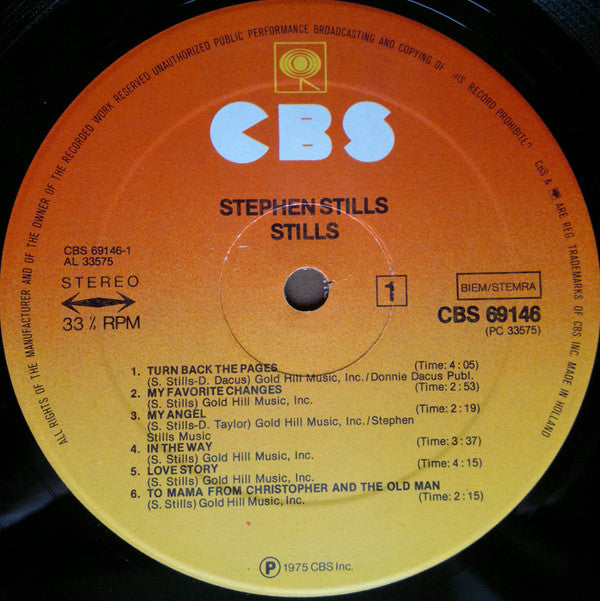 ALL RIGHTS OF THE MANUFACTURER AND OF THE OWNER OF THE RECORDED WORK RESERVED UNAUTHORIZED PUBLIC PERFORMANCE BROADCASTING AND COPYING OF THIS RECORD PROHIBITED CBS & ARE REG. TRADEMARKS OF CBS INC. MADE IN HOLLAND
CBS
STEPHEN STILLS
STILLS
CBS 69146-1
AL 33575
STEREO
33 ⅓ RPM
1
BIEM/STEMRA
CBS 69146
(PC 33575)
1. TURN BACK THE PAGES (Time: 4:05)
(S. Stills-D. Dacus) Gold Hill Music, Inc./Donnie Dacus Publ.
2. MY FAVORITE CHANGES (Time: 2:53)
(S. Stills) Gold Hill Music, Inc.
3. MY ANGEL (Time: 2:19)
(S. Stills-D. Taylor) Gold Hill Music, Inc./Stephen
Stills Music
4. IN THE WAY (Time: 3:37)
(S. Stills) Gold Hill Music, Inc.
5. LOVE STORY (Time: 4:15)
(S. Stills) Gold Hill Music, Inc.
6. TO MAMA FROM CHRISTOPHER AND THE OLD MAN (Time: 2:15)
(S. Stills) Gold Hill Music, Inc.
℗ 1975 CBS Inc.